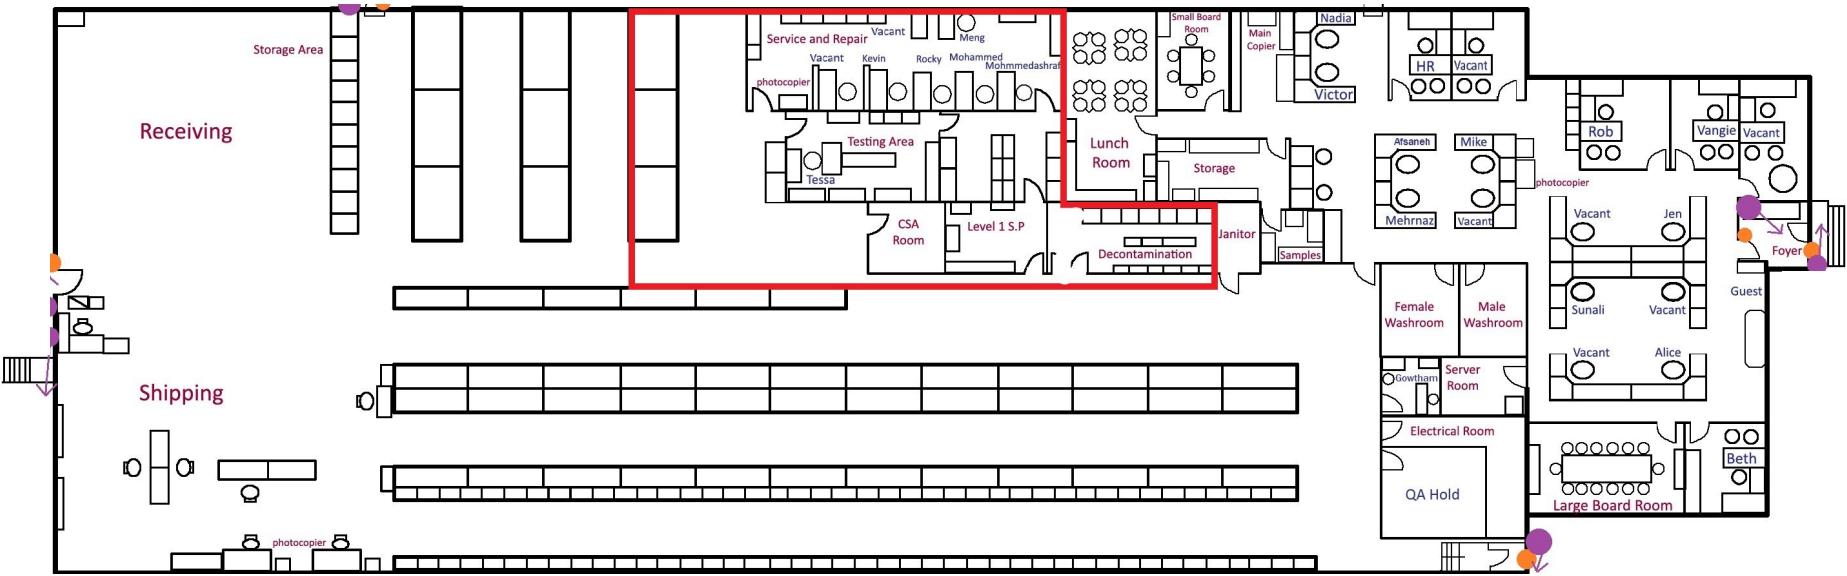 Storage Area
Receiving
Shipping
photocopier
Service and Repair
Vacant
Meng
Vacant
Kevin
Rocky
Mohammed
Mohmmedashraf
photocopier
Testing Area
Tessa
CSA
Room
Level 1 S.P
Decontamination
Lunch
Room
Small Board
Room
Storage
Janitor
Samples
Main
Copier
Nadia
Victor
HR
Vacant
Afsaneh
Mike
Mehrnaz
Vacant
photocopier
Rob
Vangie
Vacant
Vacant
Jen
Foyer
Guest
Sunali
Vacant
Vacant
Alice
Female
Washroom
Male
Washroom
Gowtham
Server
Room
Electrical Room
QA Hold
Large Board Room
Beth